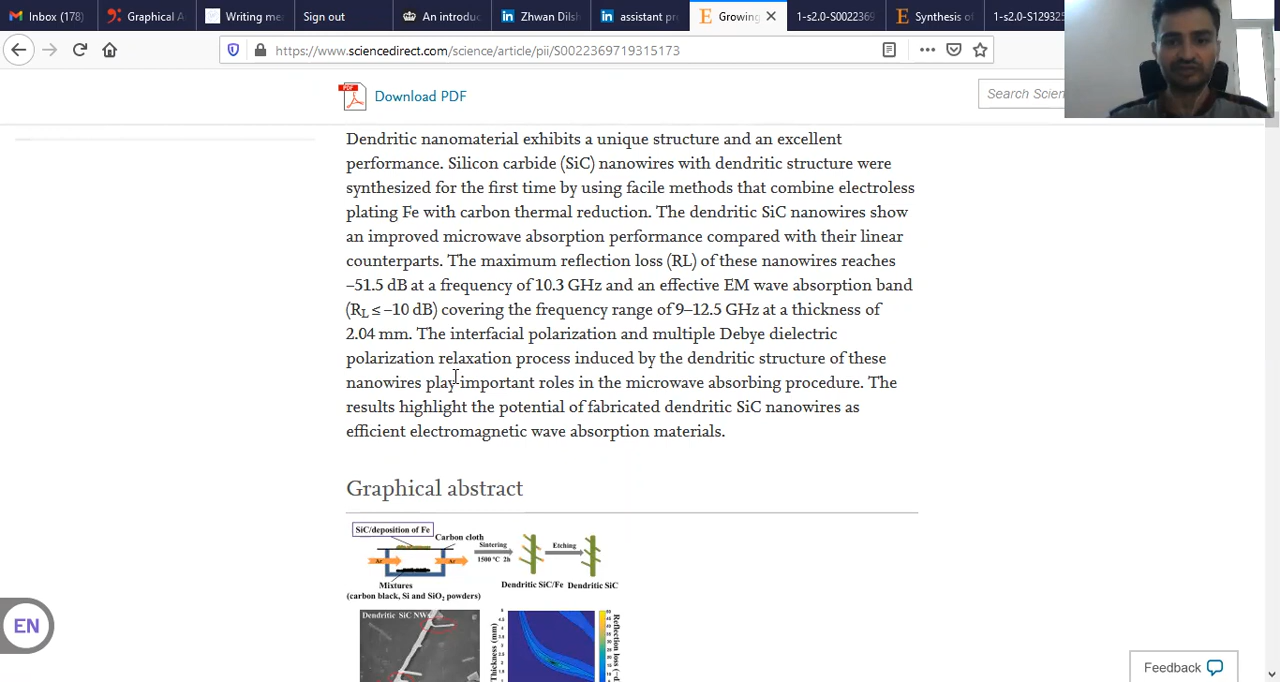 Inbox (178)
Graphical A
Writing me
Sign out
An introdu
Zhwan Dilsh
assistant pr
Growing
1-s2.0-S0022369
Synthesis of
1-s2.0-S12932
https://www.sciencedirect.com/science/article/pii/S0022369719315173
Download PDF
Search Scien
Dendritic nanomaterial exhibits a unique structure and an excellent
performance. Silicon carbide (SiC) nanowires with dendritic structure were
synthesized for the first time by using facile methods that combine electroless
plating Fe with carbon thermal reduction. The dendritic SiC nanowires show
an improved microwave absorption performance compared with their linear
counterparts. The maximum reflection loss (RL) of these nanowires reaches
−51.5 dB at a frequency of 10.3 GHz and an effective EM wave absorption band
(RL ≤ −10 dB) covering the frequency range of 9–12.5 GHz at a thickness of
2.04 mm. The interfacial polarization and multiple Debye dielectric
polarization relaxation process induced by the dendritic structure of these
nanowires play important roles in the microwave absorbing procedure. The
results highlight the potential of fabricated dendritic SiC nanowires as
efficient electromagnetic wave absorption materials.
Graphical abstract
SiC/deposition of Fe
Carbon cloth
Ar
Ar
Sintering
1500 °C 2h
Etching
Mixtures
(carbon black, Si and SiO2 powders)
Dendritic SiC/Fe
Dendritic SiC
Dendritic SiC NW
Thickness (mm)
Reflection loss
EN
Feedback